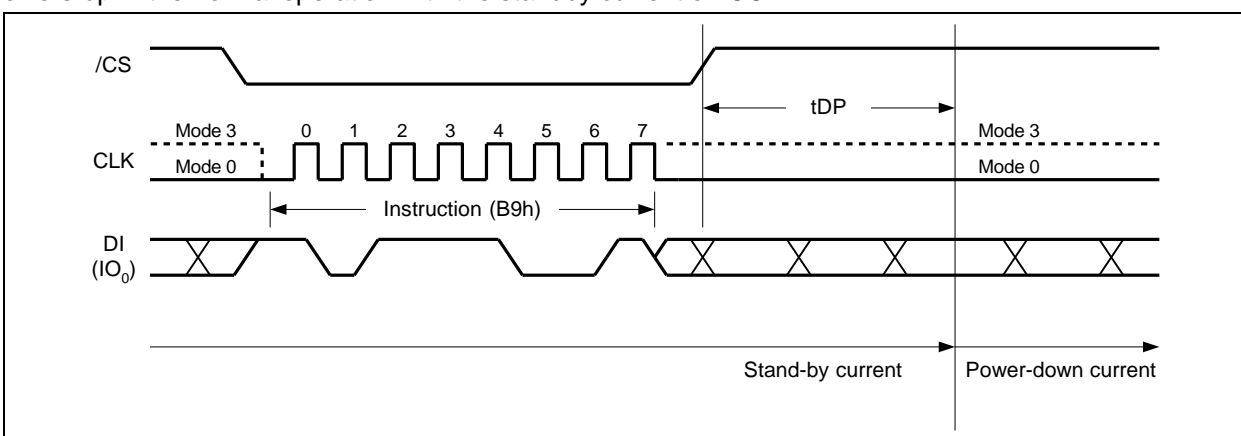 /CS
tDP
Mode 3 0 1 2 3 4 5 6 7 Mode 3
CLK
Mode 0 Mode 0
Instruction (B9h)
DI
(IO0)
Stand-by current Power-down current